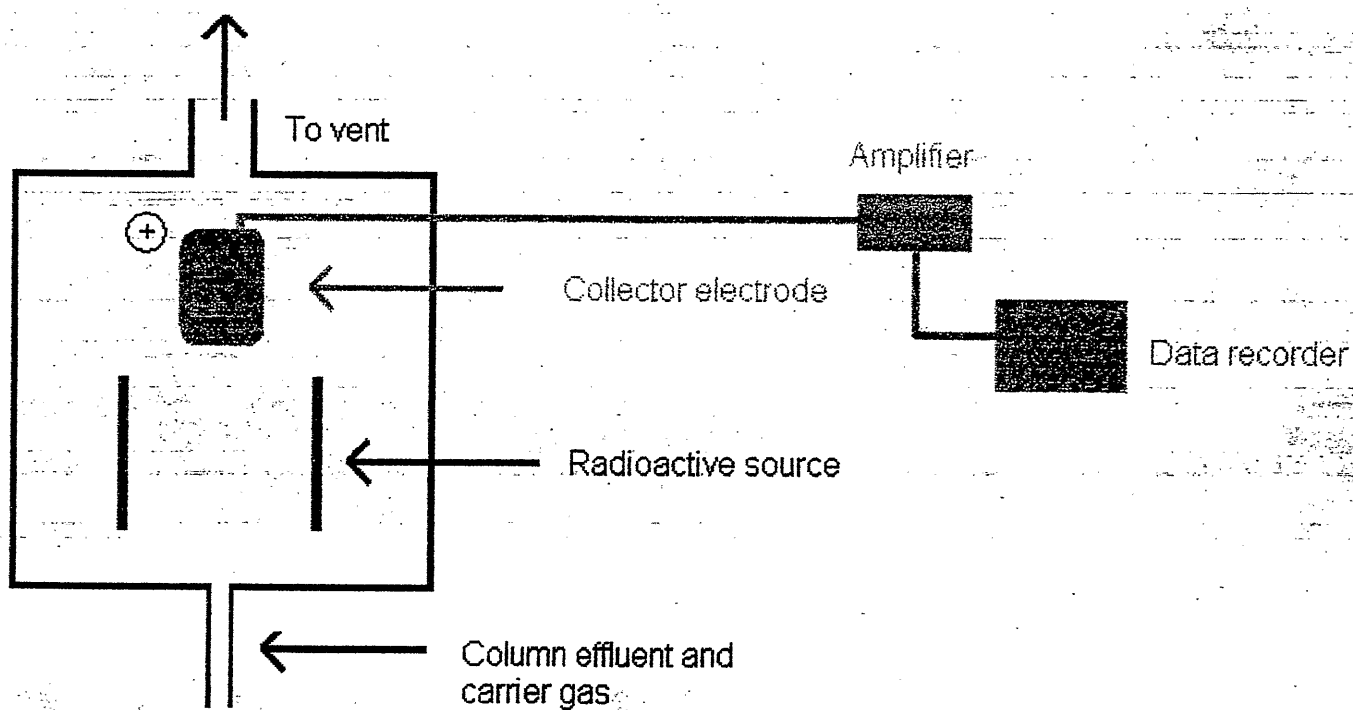 To vent
Amplifier
+
Collector electrode
Data recorder
Radioactive source
Column effluent and
carrier gas